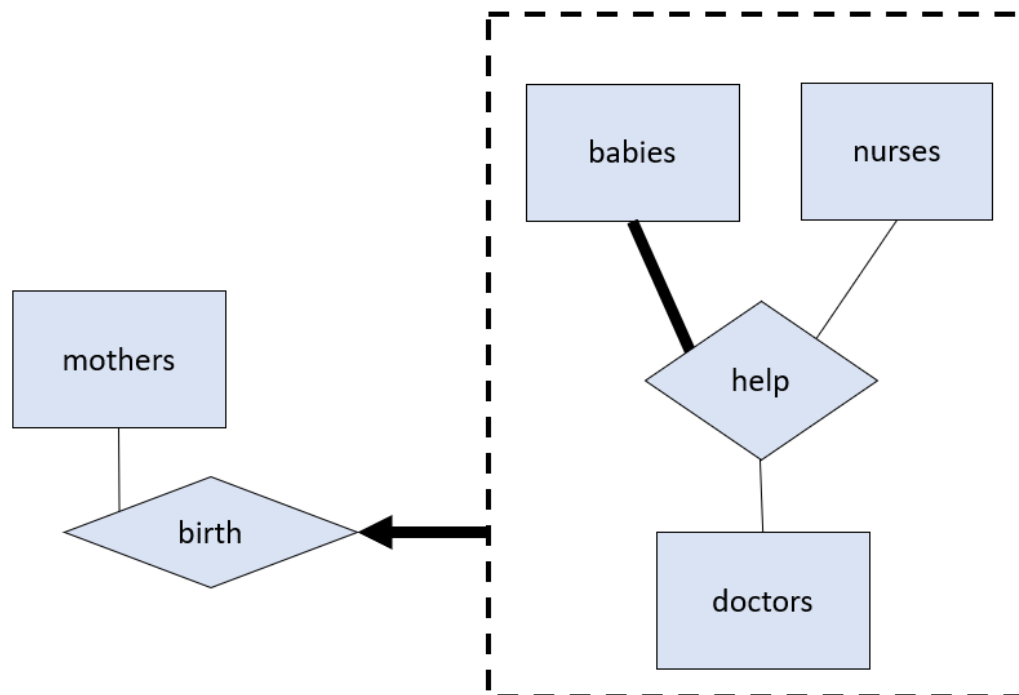 babies
nurses
mothers
help
birth
doctors